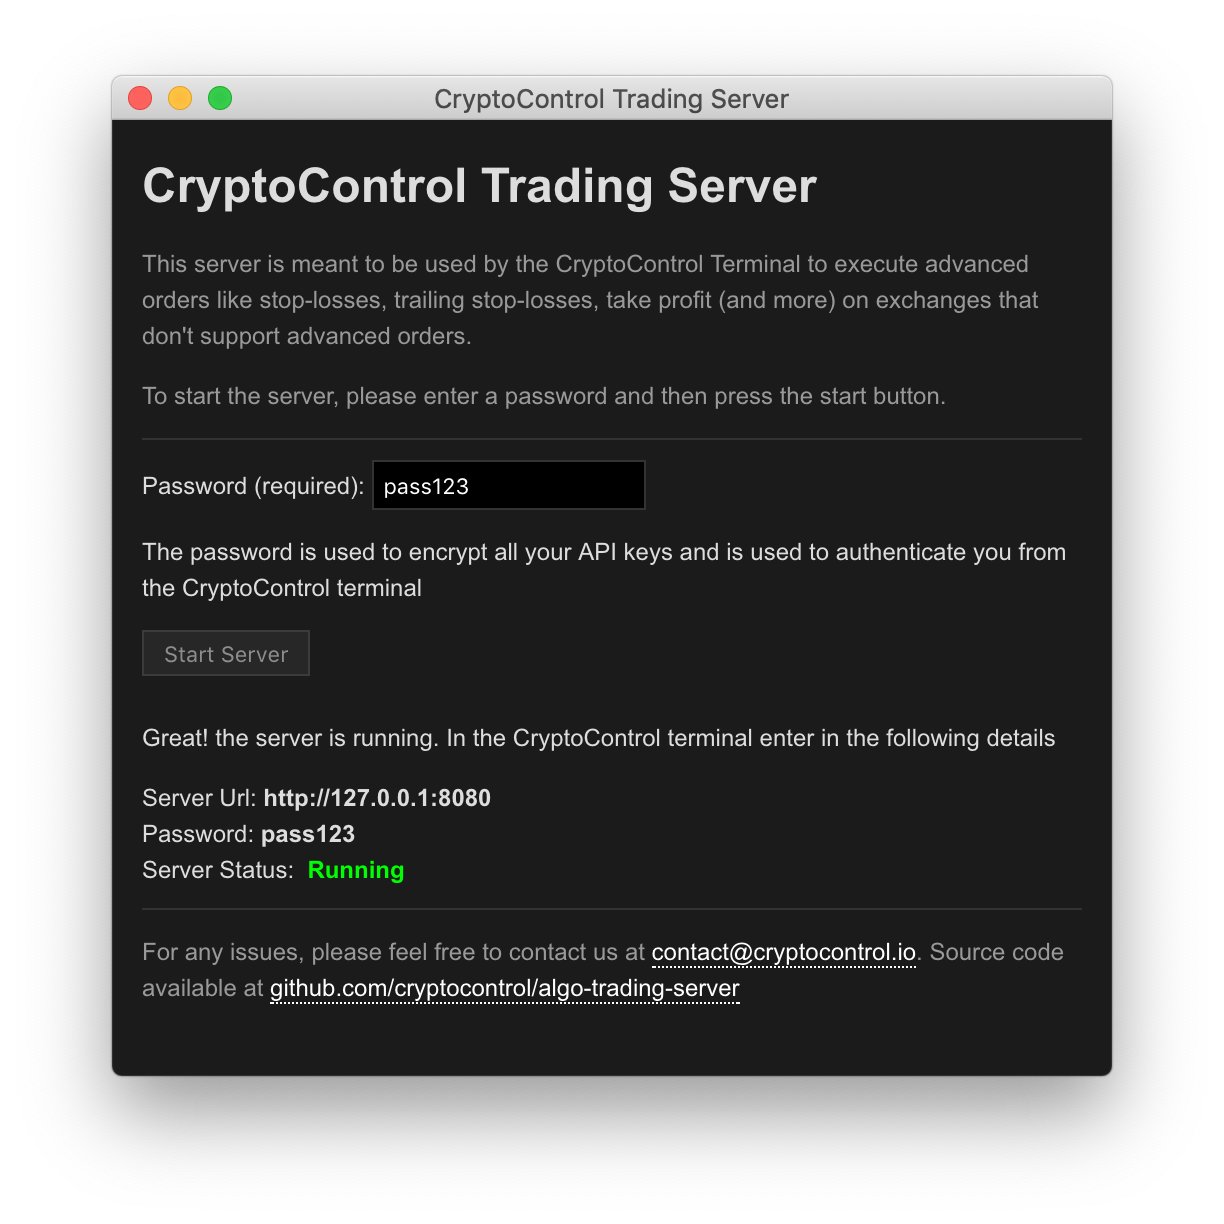 CryptoControl Trading Server
CryptoControl Trading Server
This server is meant to be used by the CryptoControl Terminal to execute advanced
orders like stop-losses, trailing stop-losses, take profit (and more) on exchanges that
don't support advanced orders.
To start the server, please enter a password and then press the start button.
Password (required): pass123
The password is used to encrypt all your API keys and is used to authenticate you from
the CryptoControl terminal
Start Server
Great! the server is running. In the CryptoControl terminal enter in the following details
Server Url: http://127.0.0.1:8080
Password: pass123
Server Status: Running
For any issues, please feel free to contact us at contact@cryptocontrol.io. Source code
available at github.com/cryptocontrol/algo-trading-server